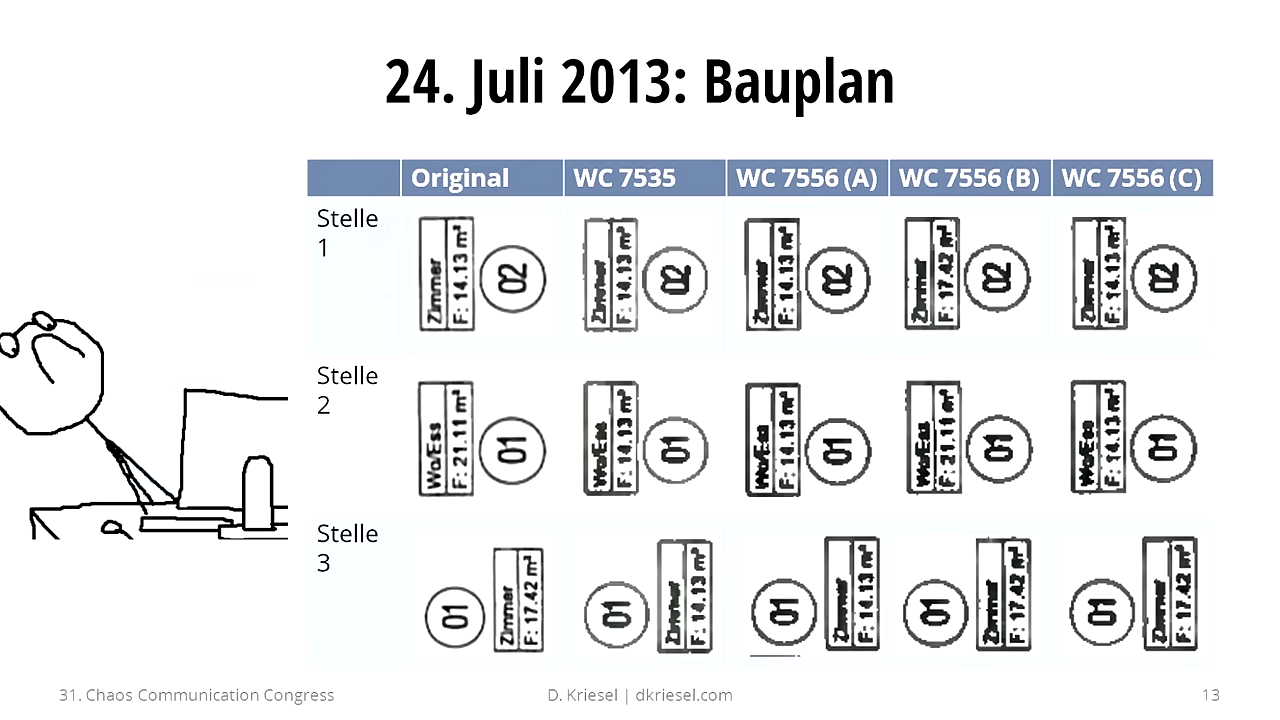 24. Juli 2013: Bauplan
Original WC 7535 WC 7556 (A) WC 7556 (B) WC 7556 (C)
Stelle
1
Zimmer
F: 14.13 m²
02
Zimmer
F: 14.13 m²
02
Zimmer
F: 14.13 m²
02
Zimmer
F: 17.42 m²
02
Zimmer
F: 14.13 m²
02
Stelle
2
Wo/Ess
F: 21.11 m²
01
Wo/Ess
F: 14.13 m²
01
Wo/Ess
F: 14.13 m²
01
Wo/Ess
F: 21.11 m²
01
Wo/Ess
F: 14.13 m²
01
Stelle
3
01
Zimmer
F: 17.42 m²
01
Zimmer
F: 14.13 m²
01
Zimmer
F: 14.13 m²
01
Zimmer
F: 17.42 m²
01
Zimmer
F: 17.42 m²
31. Chaos Communication Congress
D. Kriesel | dkriesel.com
13